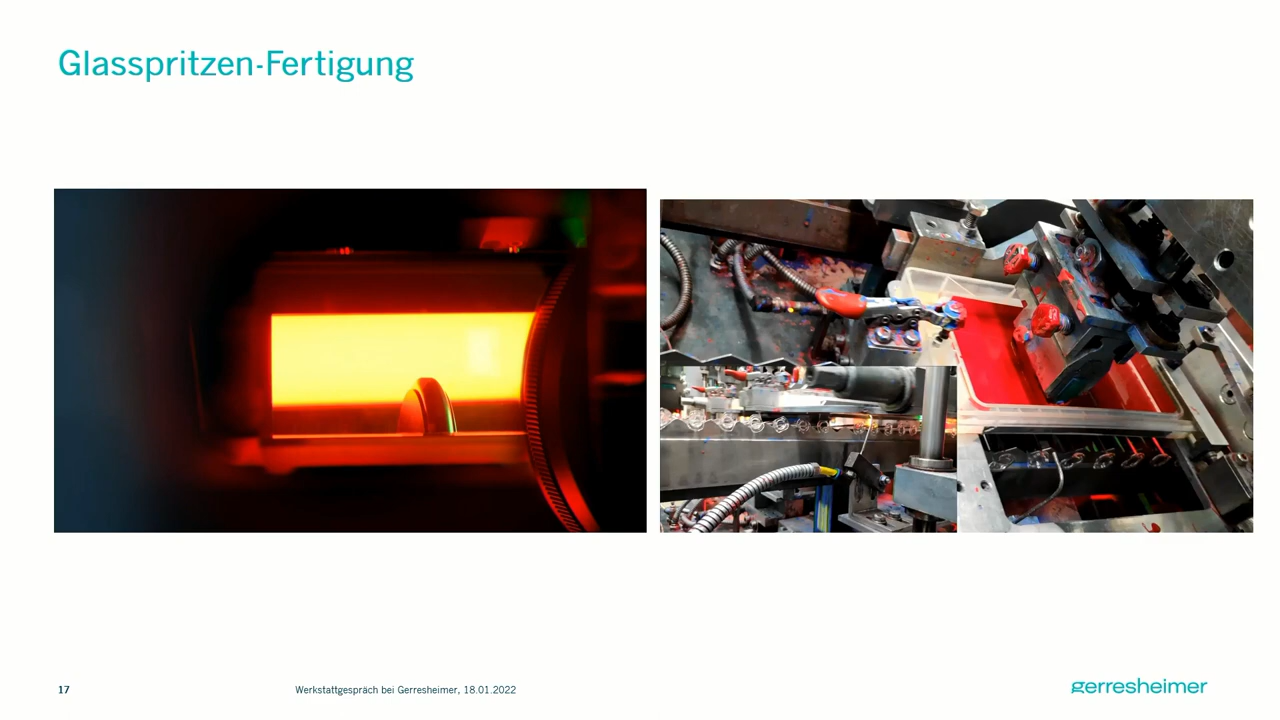 Glasspritzen-Fertigung
17
Werkstattgespräch bei Gerresheimer, 18.01.2022
gerresheimer